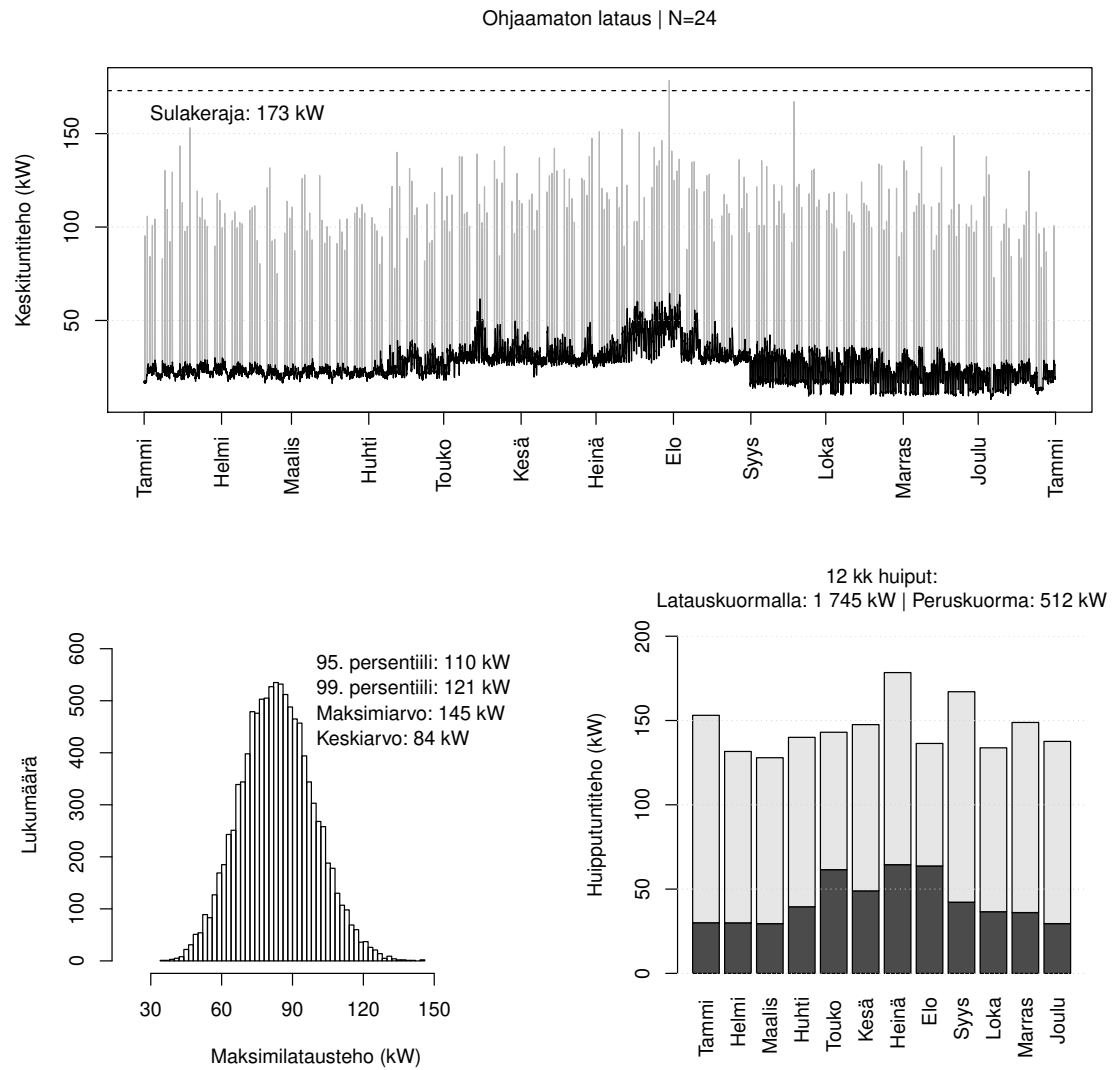 Ohjaamaton lataus | N=24
Sulakeraja: 173 kW
Keskituntiteho (kW)
150
100
50
Tammi
Helmi
Maalis
Huhti
Touko
Kesä
Heinä
Elo
Syys
Loka
Marras
Joulu
Tammi
95. persentiili: 110 kW
99. persentiili: 121 kW
Maksimiarvo: 145 kW
Keskiarvo: 84 kW
Lukumäärä
600
500
400
300
200
100
0
30 60 90 120 150
Maksimilatausteho (kW)
12 kk huiput:
Latauskuormalla: 1 745 kW | Peruskuorma: 512 kW
Huipputuntiteho (kW)
200
150
100
50
0
Tammi
Helmi
Maalis
Huhti
Touko
Kesä
Heinä
Elo
Syys
Loka
Marras
Joulu